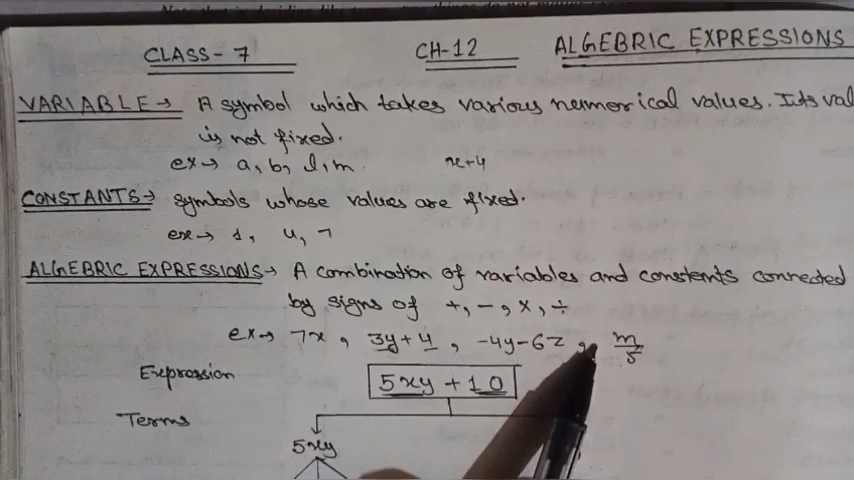 CLASS-7 CH-12 ALGEBRIC EXPRESSIONS
VARIABLE→ A symbol which takes various numerical values. Its val
is not fixed.
ex→ a, b, l, m. x+4
CONSTANTS→ symbols whose values are fixed.
ex→ 1, 4, 7
ALGEBRIC EXPRESSIONS→ A combination of variables and constents connected
by signs of +, -, ×, ÷
ex→ 7x, 3y+4, -4y-6z, m/5
Expression 5xy + 10
Terms
5xy